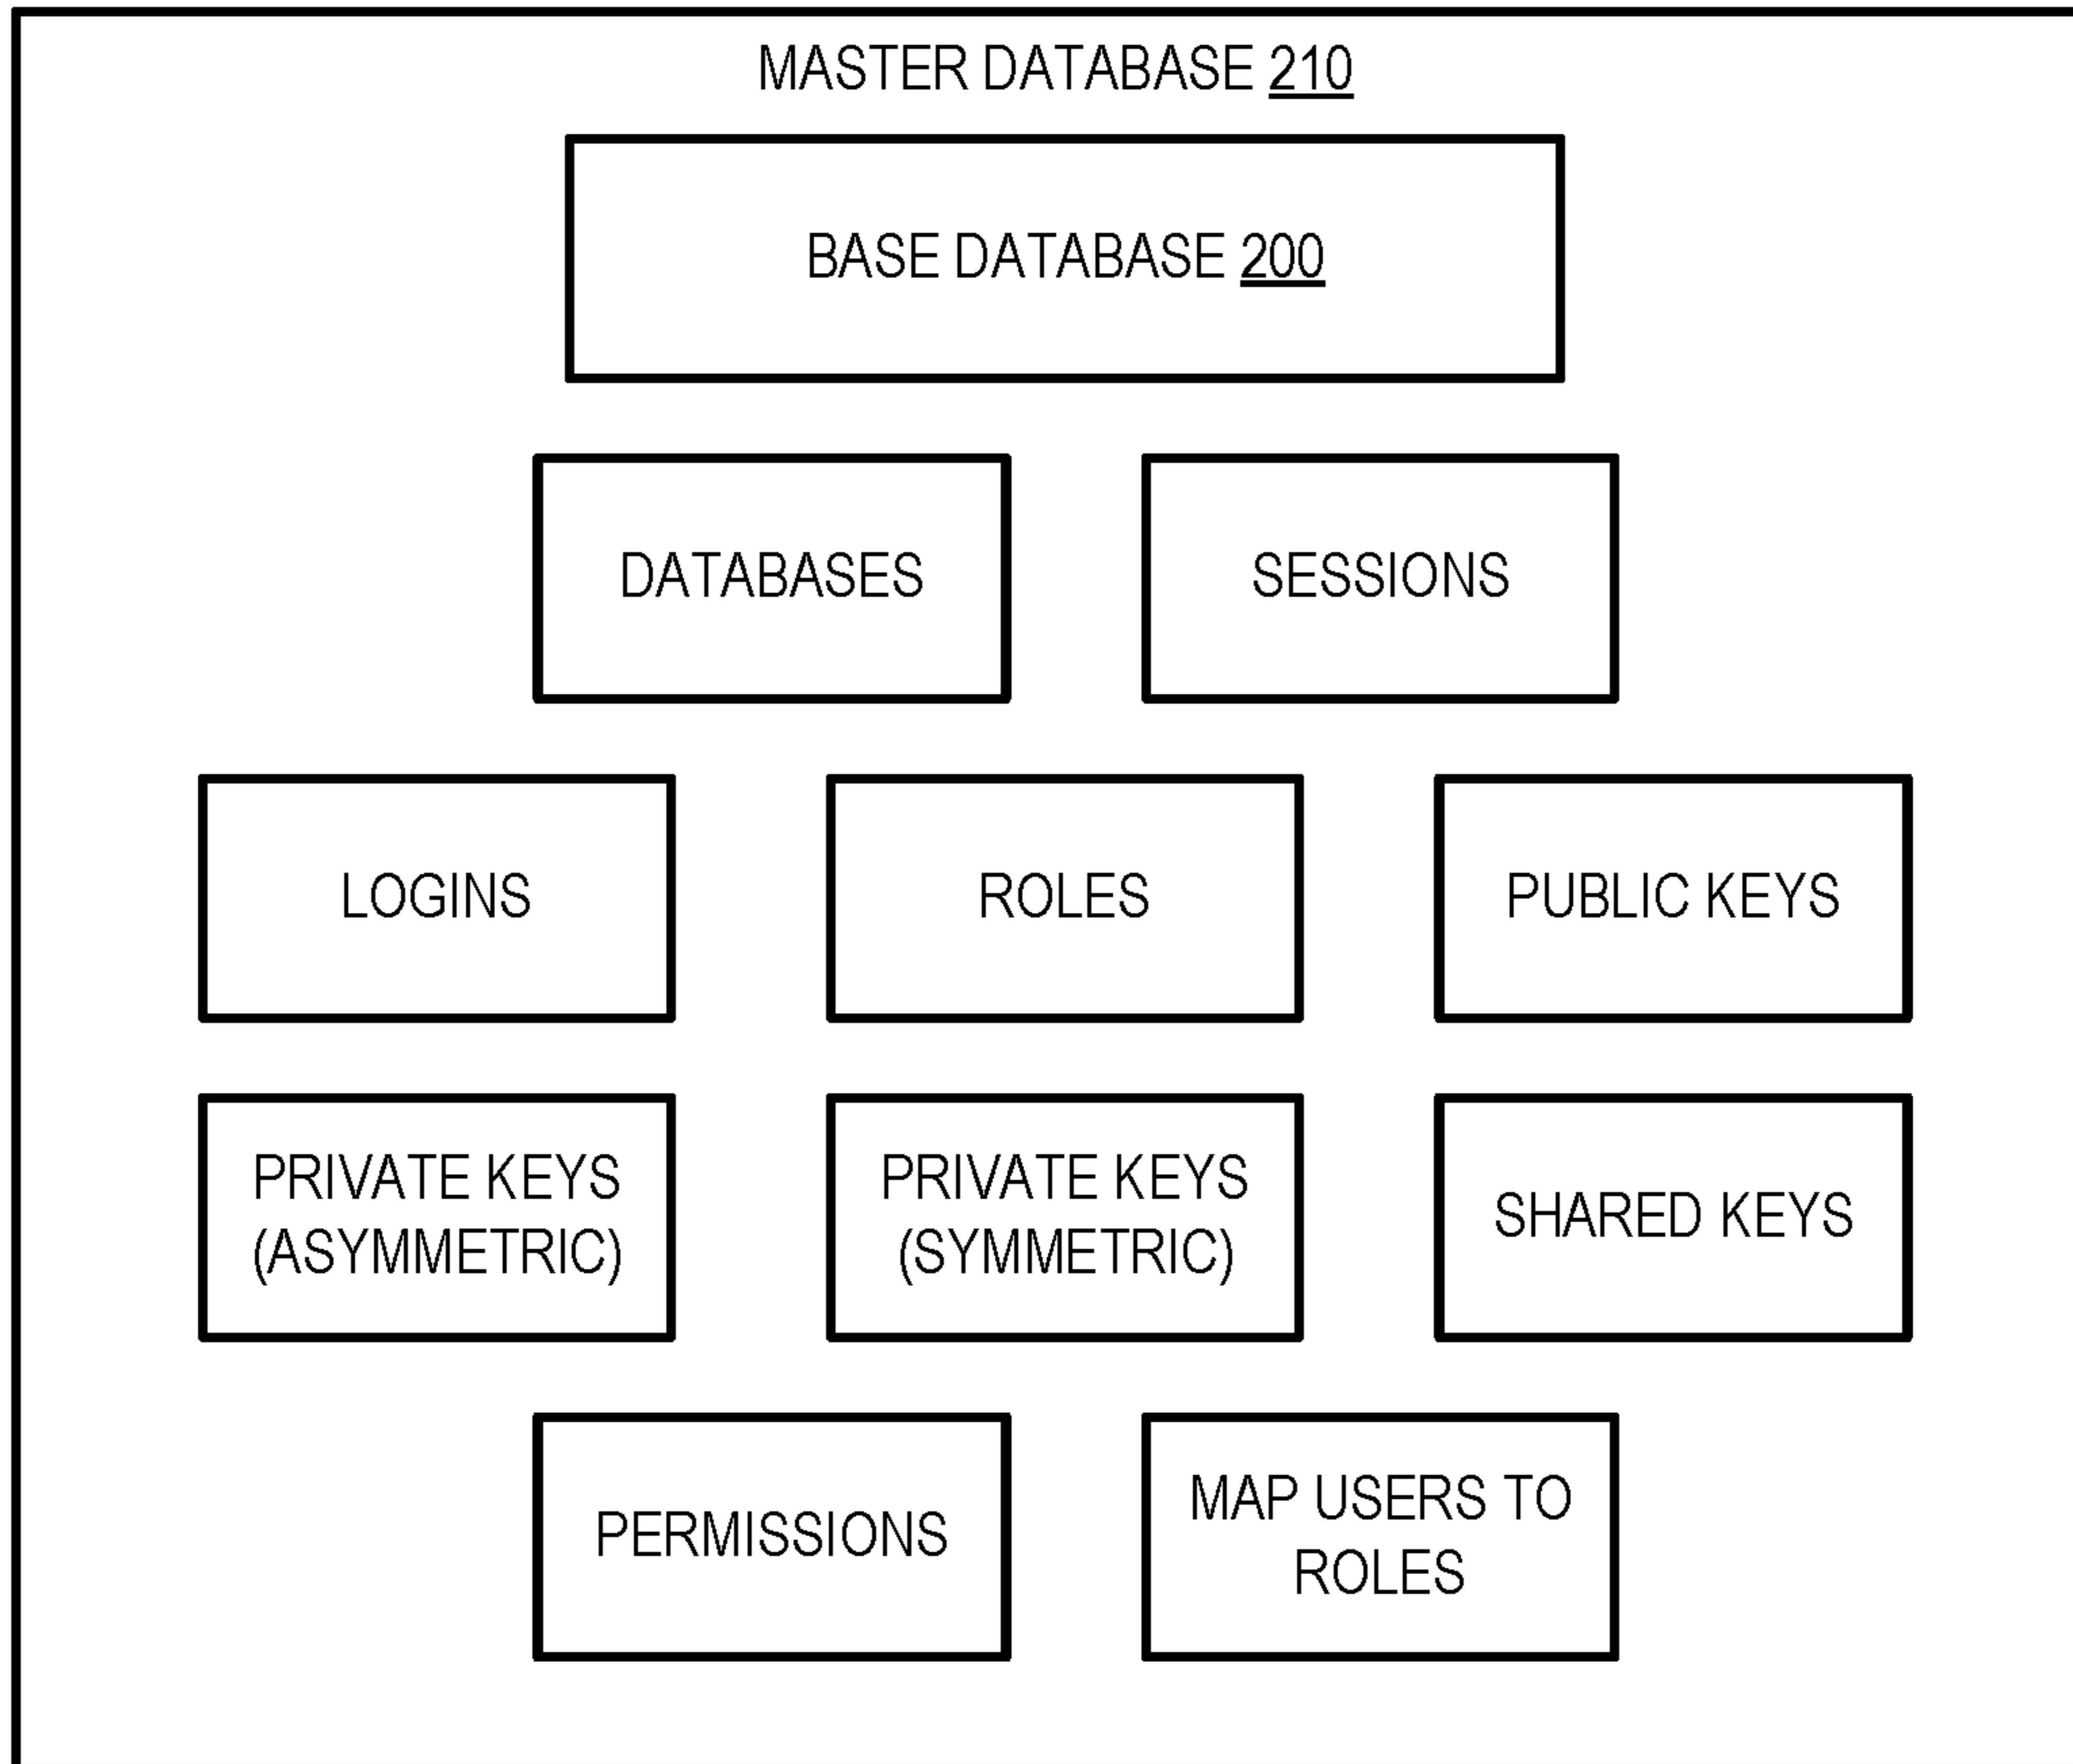 MASTER DATABASE 210
BASE DATABASE 200
DATABASES
SESSIONS
LOGINS
ROLES
PUBLIC KEYS
PRIVATE KEYS
(ASYMMETRIC)
PRIVATE KEYS
(SYMMETRIC)
SHARED KEYS
PERMISSIONS
MAP USERS TO
ROLES